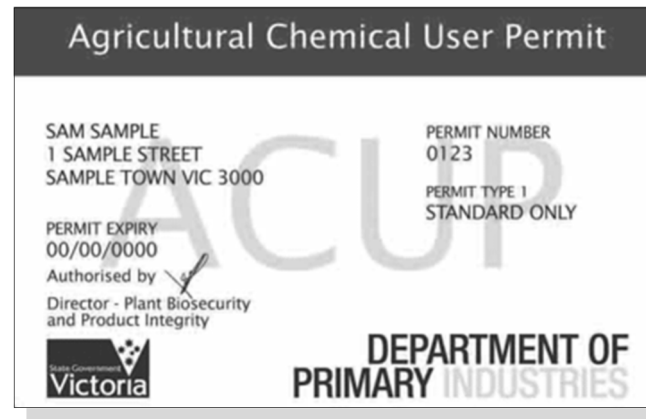 Agricultural Chemical User Permit
ACUP
SAM SAMPLE
1 SAMPLE STREET
SAMPLE TOWN VIC 3000
PERMIT NUMBER
0123
PERMIT TYPE 1
STANDARD ONLY
PERMIT EXPIRY
00/00/0000
Authorised by
Director - Plant Biosecurity
and Product Integrity
State Government
Victoria
DEPARTMENT OF
PRIMARY INDUSTRIES